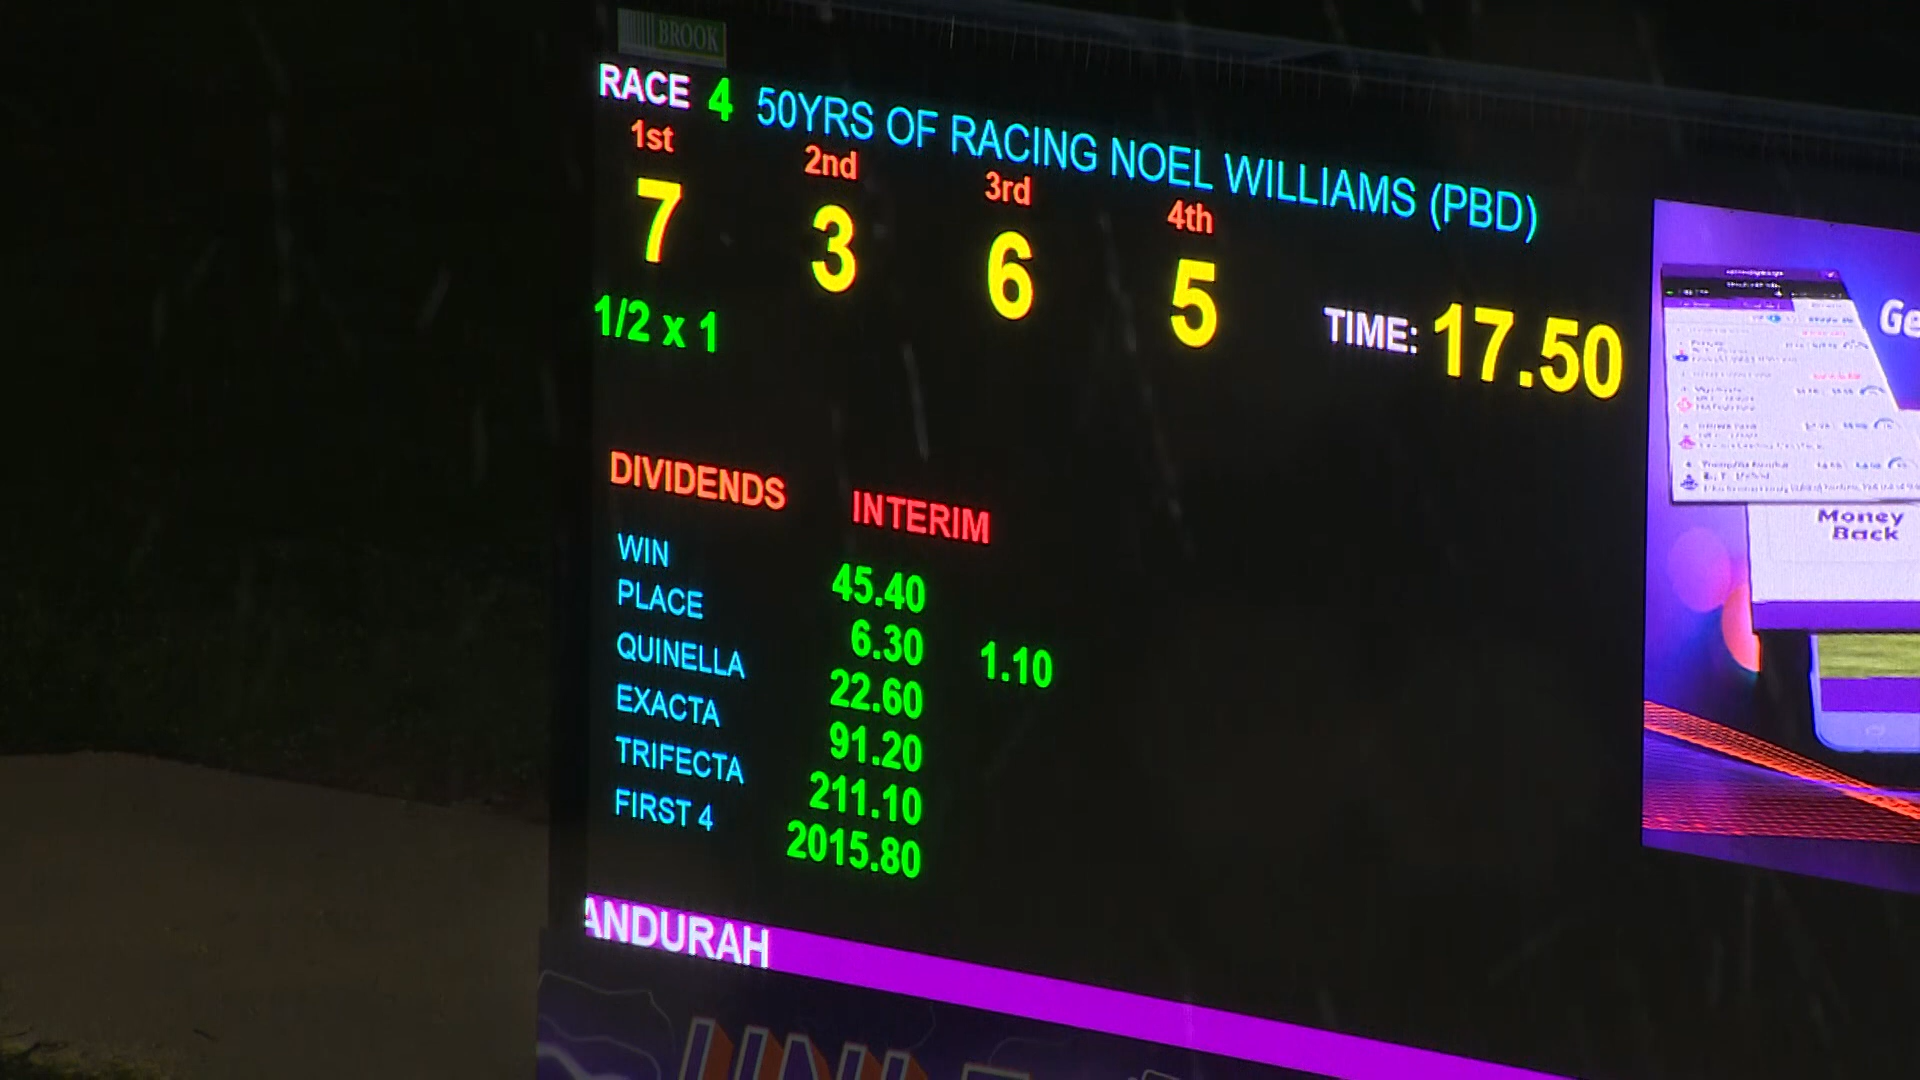 BROOK
RACE 4 50YRS OF RACING NOEL WILLIAMS (PBD)
1st 2nd 3rd 4th
7 3 6 5
1/2 x 1
TIME: 17.50
DIVIDENDS INTERIM
WIN 45.40
PLACE 6.30 1.10
QUINELLA 22.60
EXACTA 91.20
TRIFECTA 211.10
FIRST 4 2015.80
ANDURAH
Ge
Money
Back